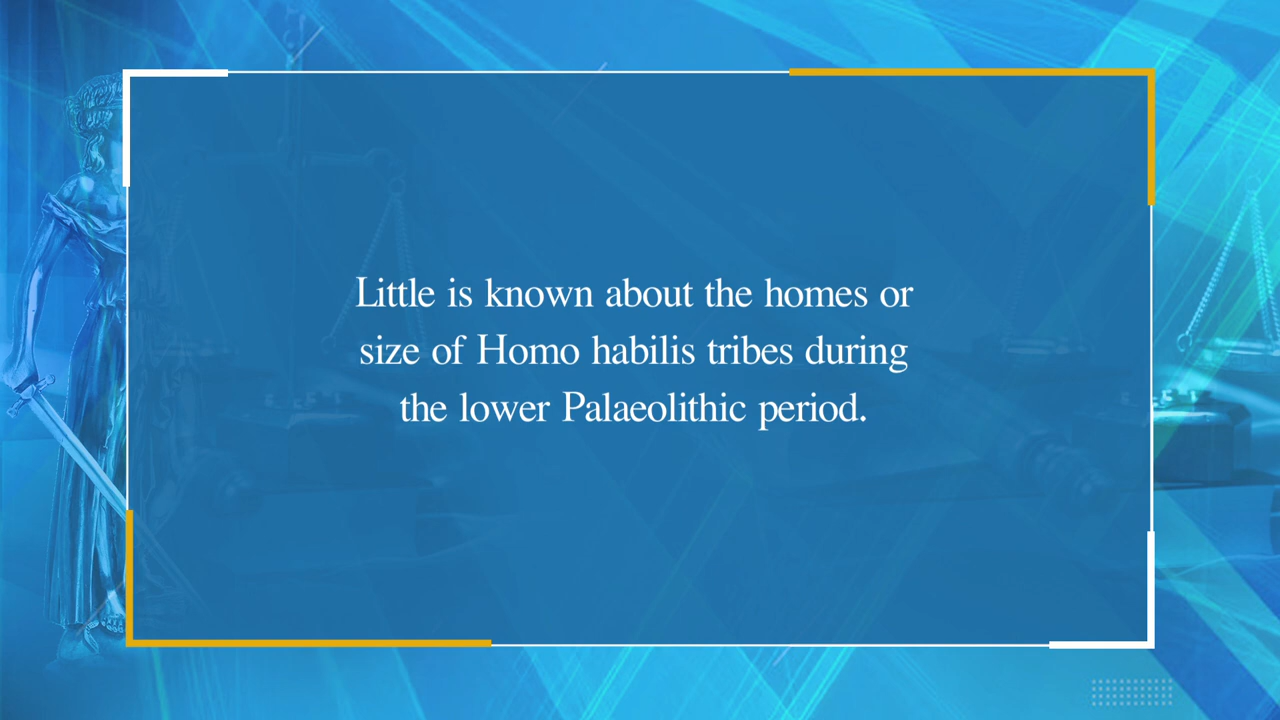 Little is known about the homes or
size of Homo habilis tribes during
the lower Palaeolithic period.